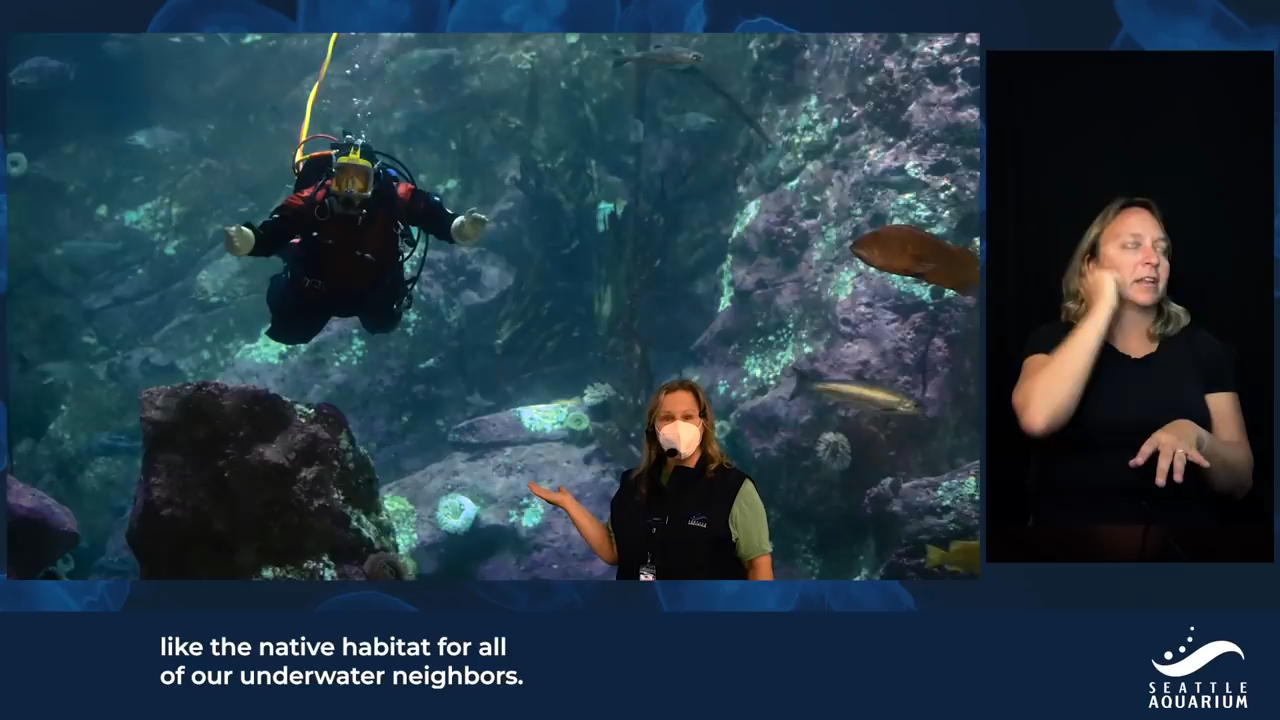 like the native habitat for all
of our underwater neighbors.
SEATTLE
AQUARIUM